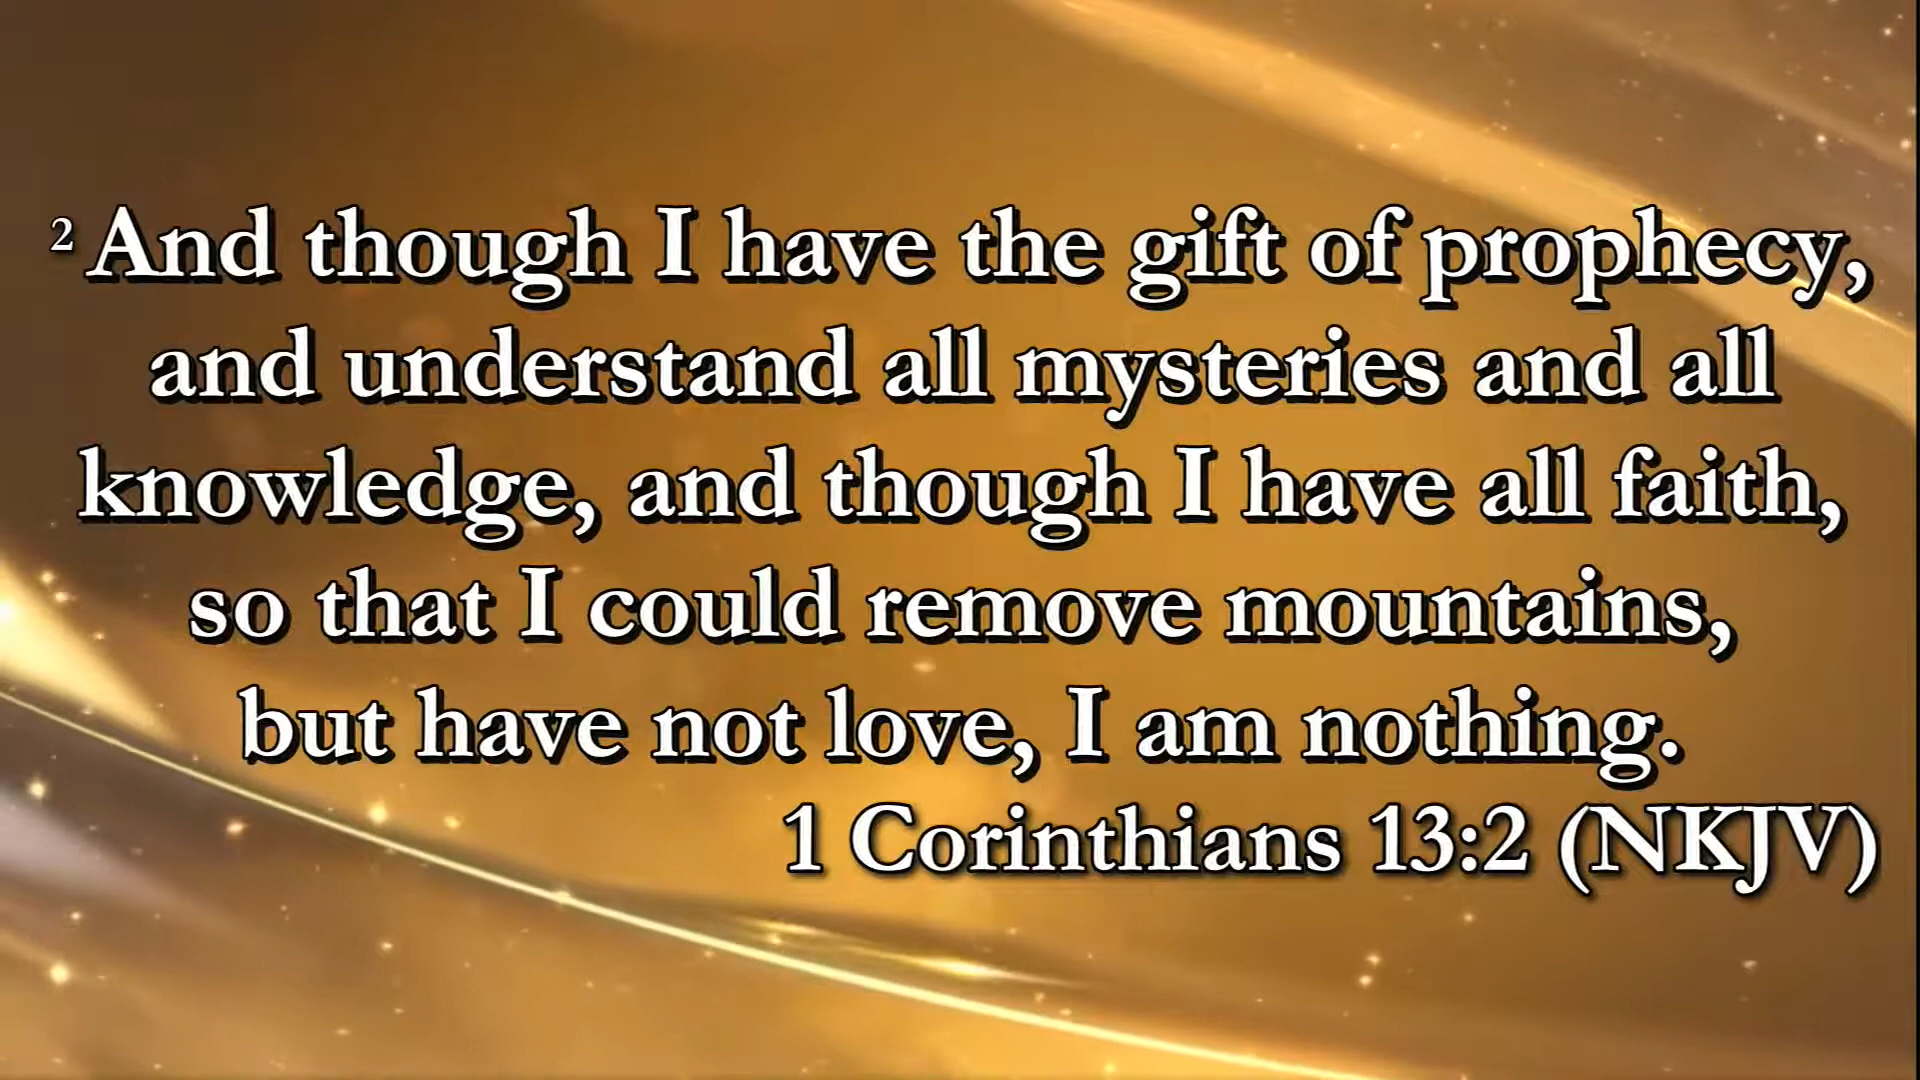 2 And though I have the gift of prophecy,
and understand all mysteries and all
knowledge, and though I have all faith,
so that I could remove mountains,
but have not love, I am nothing.
1 Corinthians 13:2 (NKJV)